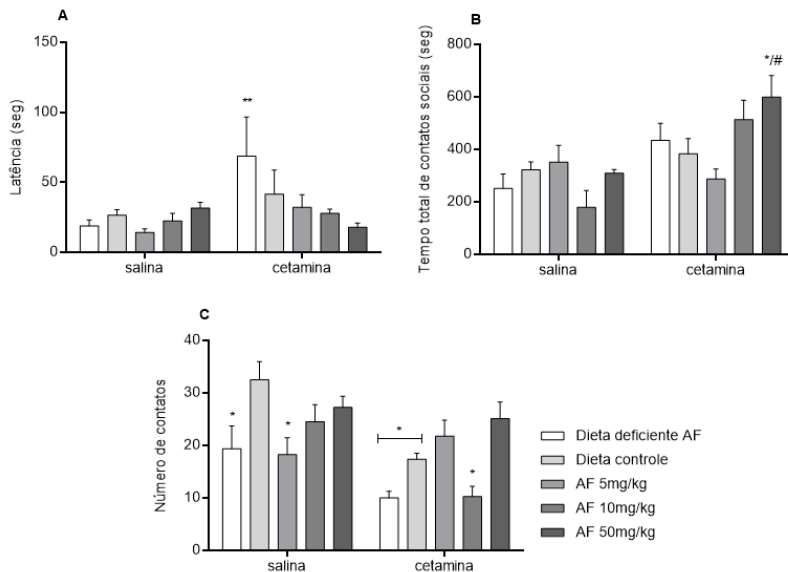 A
Latência (seg)
150
100
50
0
**
salina
cetamina
B
Tempo total de contatos sociais (seg)
800
600
400
200
0
*/#
salina
cetamina
C
Número de contatos
40
30
20
10
0
*
*
*
*
salina
cetamina
Dieta deficiente AF
Dieta controle
AF 5mg/kg
AF 10mg/kg
AF 50mg/kg